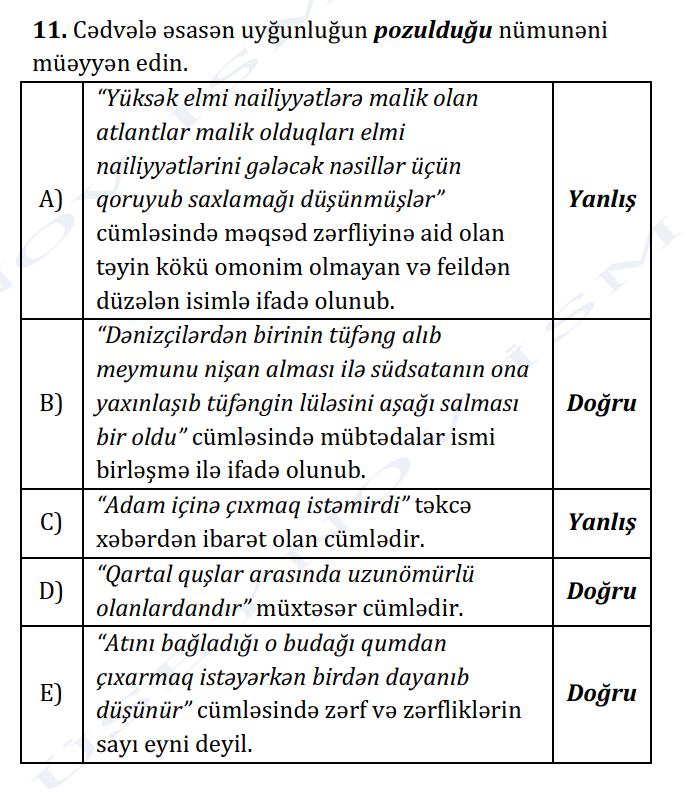 11. Cədvələ əsasən uyğunluğun pozulduğu nümunəni
müəyyən edin.
A)
“Yüksək elmi nailiyyətlərə malik olan
atlantlar malik olduqları elmi
nailiyyətlərini gələcək nəsillər üçün
qoruyub saxlamağı düşünmüşlər”
cümləsində məqsəd zərfliyinə aid olan
təyin kökü omonim olmayan və feildən
düzələn isimlə ifadə olunub.
Yanlış
B)
“Dənizçilərdən birinin tüfəng alıb
meymunu nişan alması ilə südsatanın ona
yaxınlaşıb tüfəngin lüləsini aşağı salması
bir oldu” cümləsində mübtədalar ismi
birləşmə ilə ifadə olunub.
Doğru
C)
“Adam içinə çıxmaq istəmirdi” təkcə
xəbərdən ibarət olan cümlədir.
Yanlış
D)
“Qartal quşlar arasında uzunömürlü
olanlardandır” müxtəsər cümlədir.
Doğru
E)
“Atını bağladığı o budağı qumdan
çıxarmaq istəyərkən birdən dayanıb
düşünür” cümləsində zərf və zərfliklərin
sayı eyni deyil.
Doğru